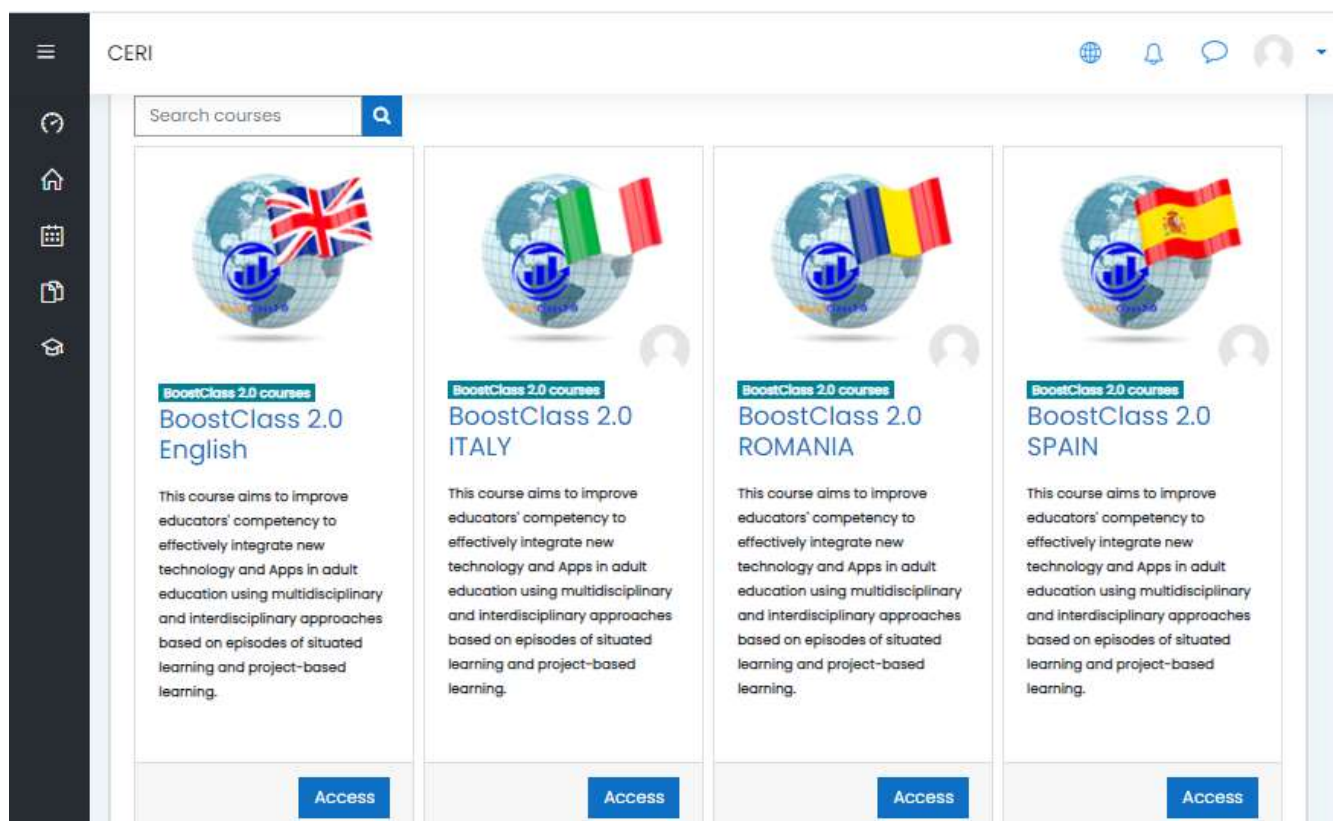 CERI
Search courses
BoostClass 2.0 courses
BoostClass 2.0
English
This course aims to improve
educators' competency to
effectively integrate new
technology and Apps in adult
education using multidisciplinary
and interdisciplinary approaches
based on episodes of situated
learning and project-based
learning.
Access
BoostClass 2.0 courses
BoostClass 2.0
ITALY
This course aims to improve
educators' competency to
effectively integrate new
technology and Apps in adult
education using multidisciplinary
and interdisciplinary approaches
based on episodes of situated
learning and project-based
learning.
Access
BoostClass 2.0 courses
BoostClass 2.0
ROMANIA
This course aims to improve
educators' competency to
effectively integrate new
technology and Apps in adult
education using multidisciplinary
and interdisciplinary approaches
based on episodes of situated
learning and project-based
learning.
Access
BoostClass 2.0 courses
BoostClass 2.0
SPAIN
This course aims to improve
educators' competency to
effectively integrate new
technology and Apps in adult
education using multidisciplinary
and interdisciplinary approaches
based on episodes of situated
learning and project-based
learning.
Access